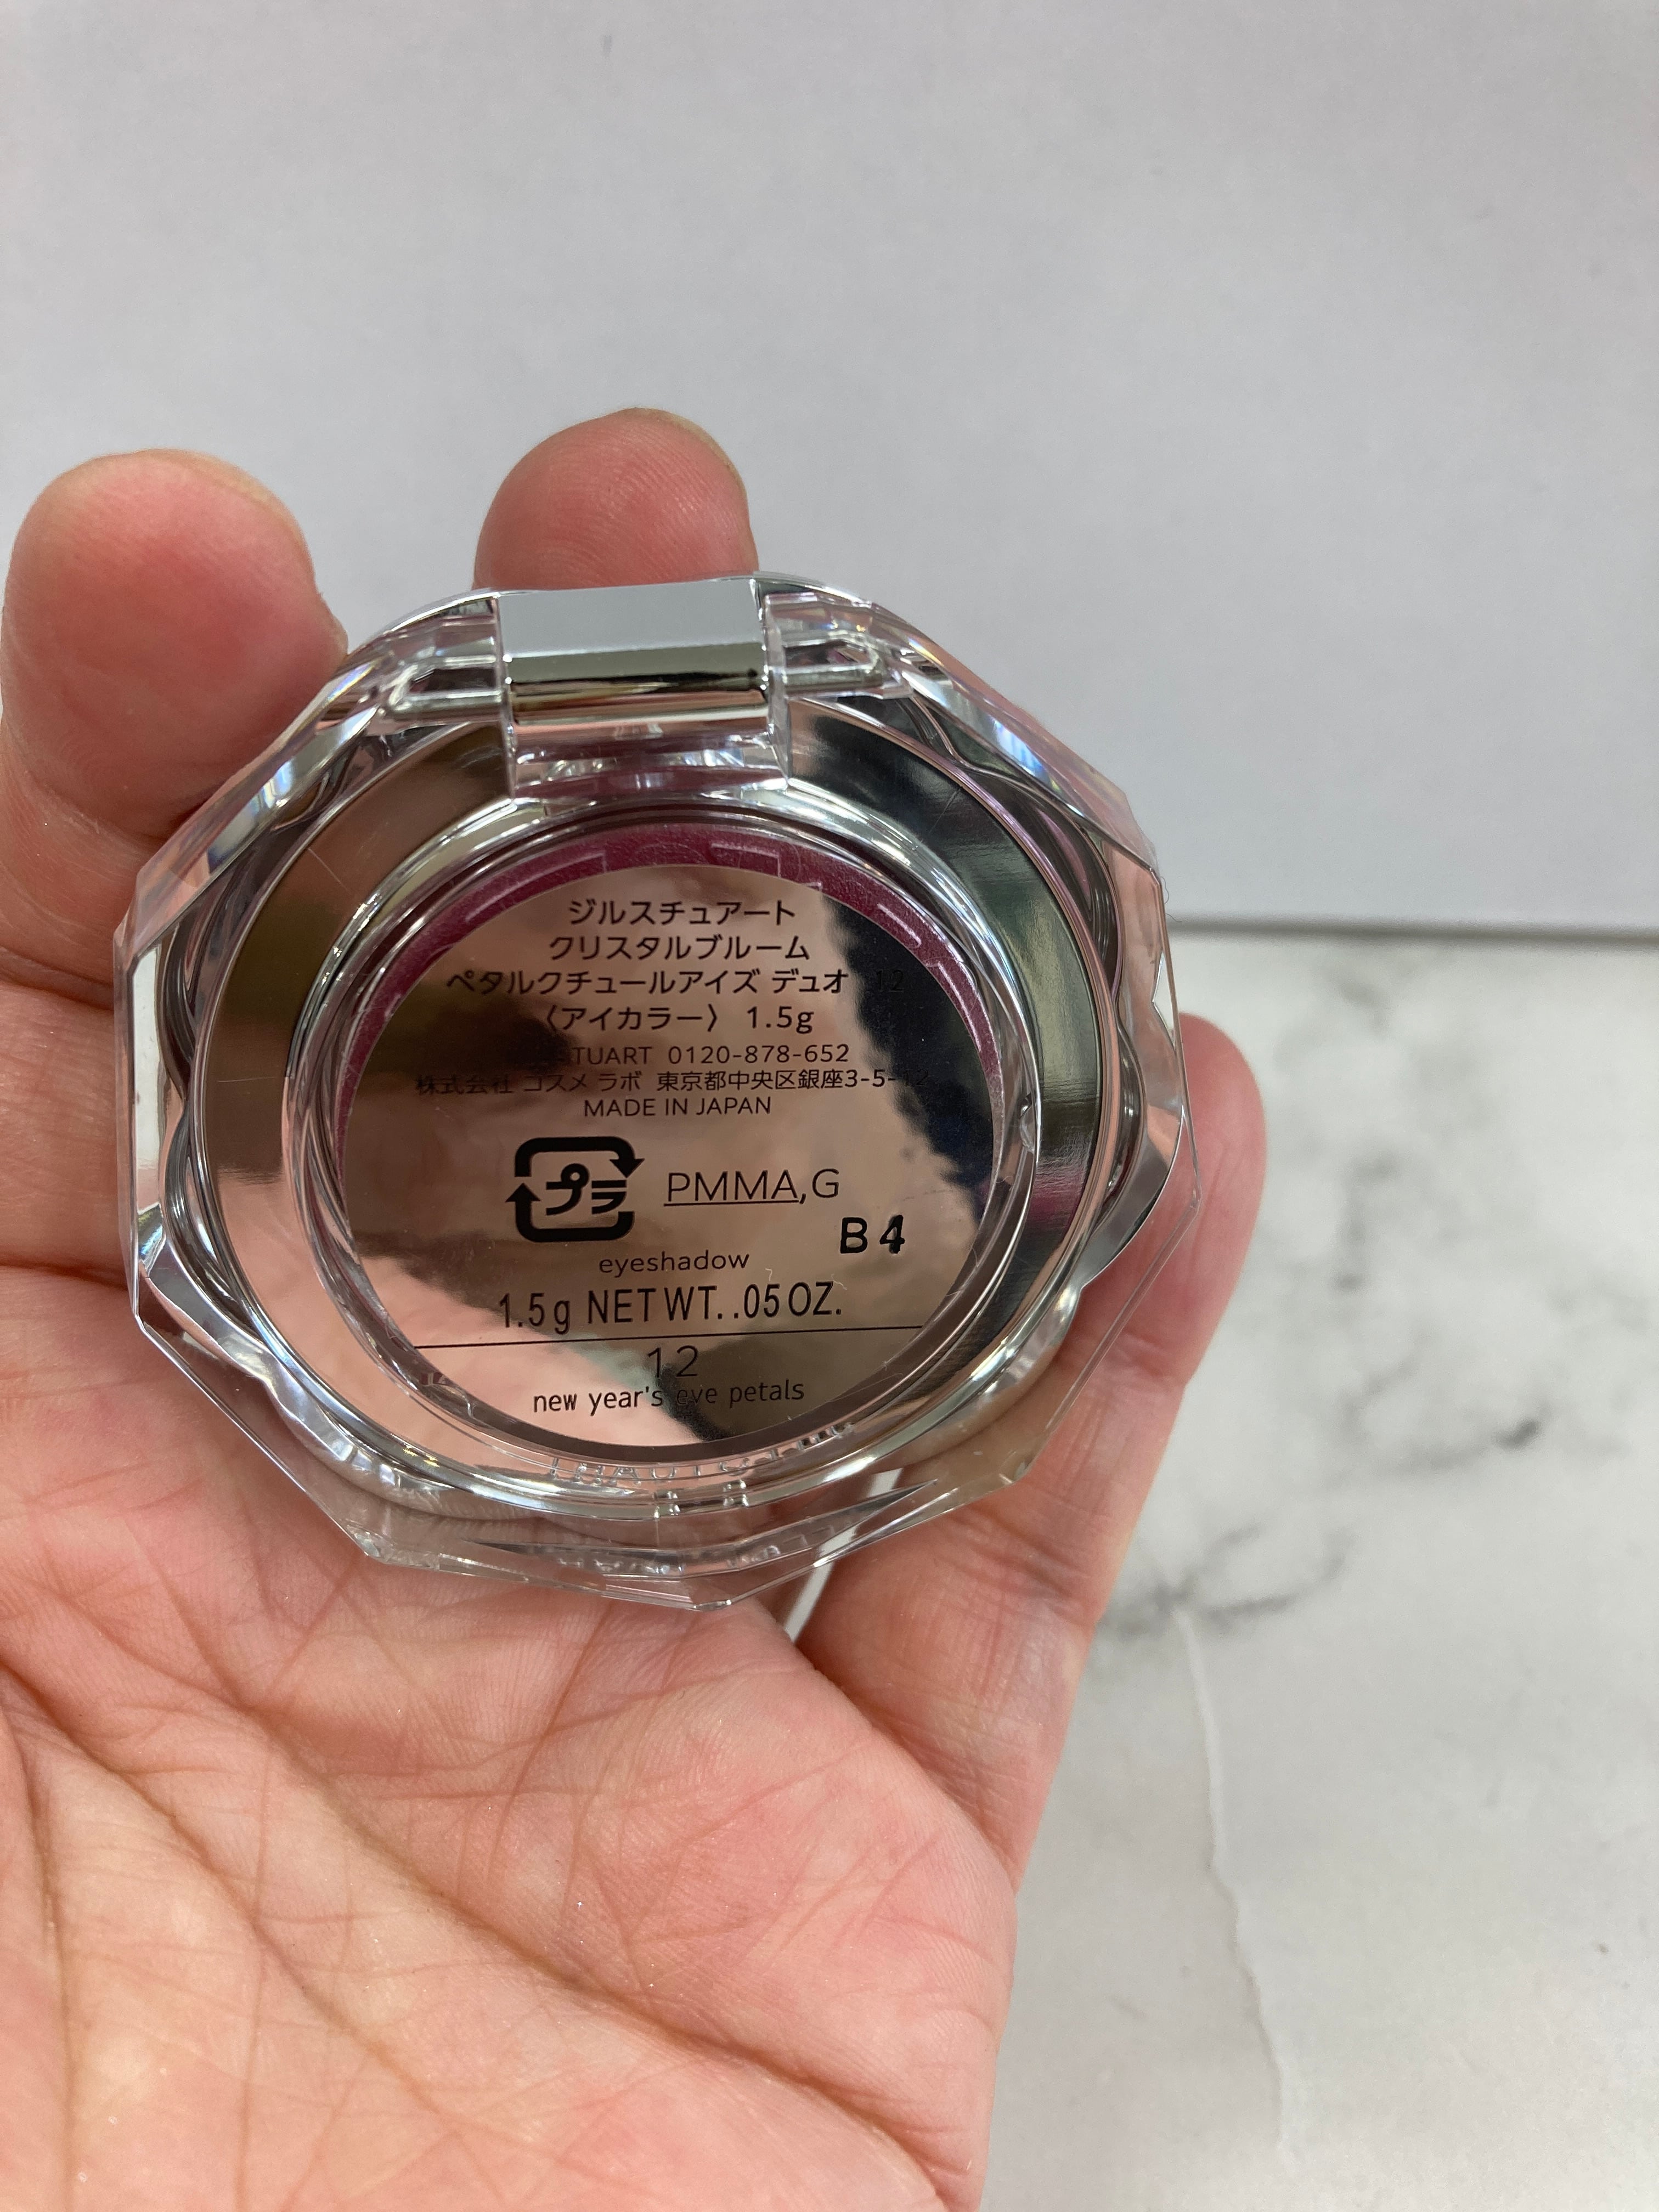 ジルスチュアート
クリスタルブルーム
ペタルクチュールアイズ デュオ 12
〈アイカラー〉 1.5g
STUART 0120-878-652
株式会社 コスメ ラボ 東京都中央区銀座3-5-12
MADE IN JAPAN
プラ PMMA,G
B4
eyeshadow
1.5g NET WT. .05 OZ.
12
new year's eve petals